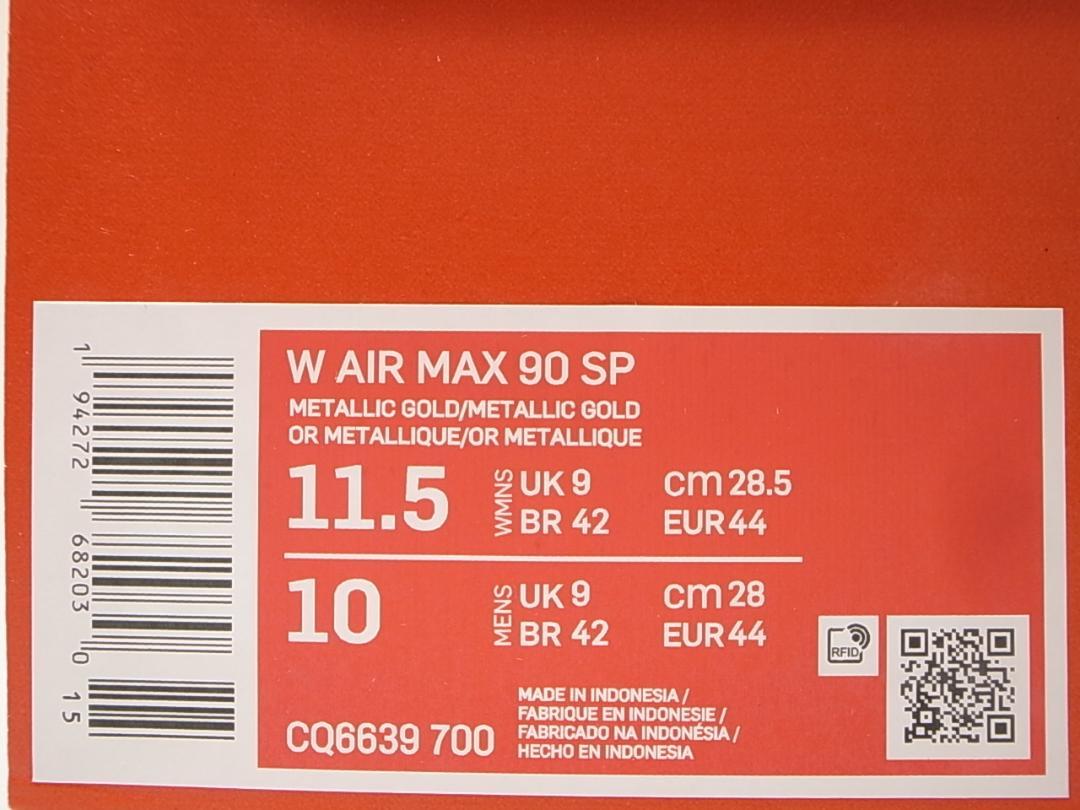 W AIR MAX 90 SP
METALLIC GOLD/METALLIC GOLD
OR METALLIQUE/OR METALLIQUE
11.5 WMNS UK 9 cm 28.5
BR 42 EUR 44
10 MENS UK 9 cm 28
BR 42 EUR 44
RFID
CQ6639 700
MADE IN INDONESIA /
FABRIQUE EN INDONESIE /
FABRICADO NA INDONÉSIA /
HECHO EN INDONESIA
1 94272 68203 0 15